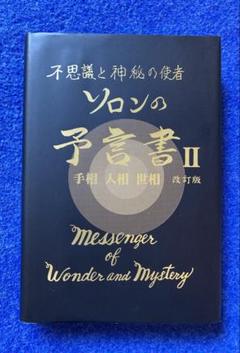 不思議と神秘の使者
ソロンの
予言書II
手相 人相 世相 改訂版
Messenger
of
Wonder and Mystery